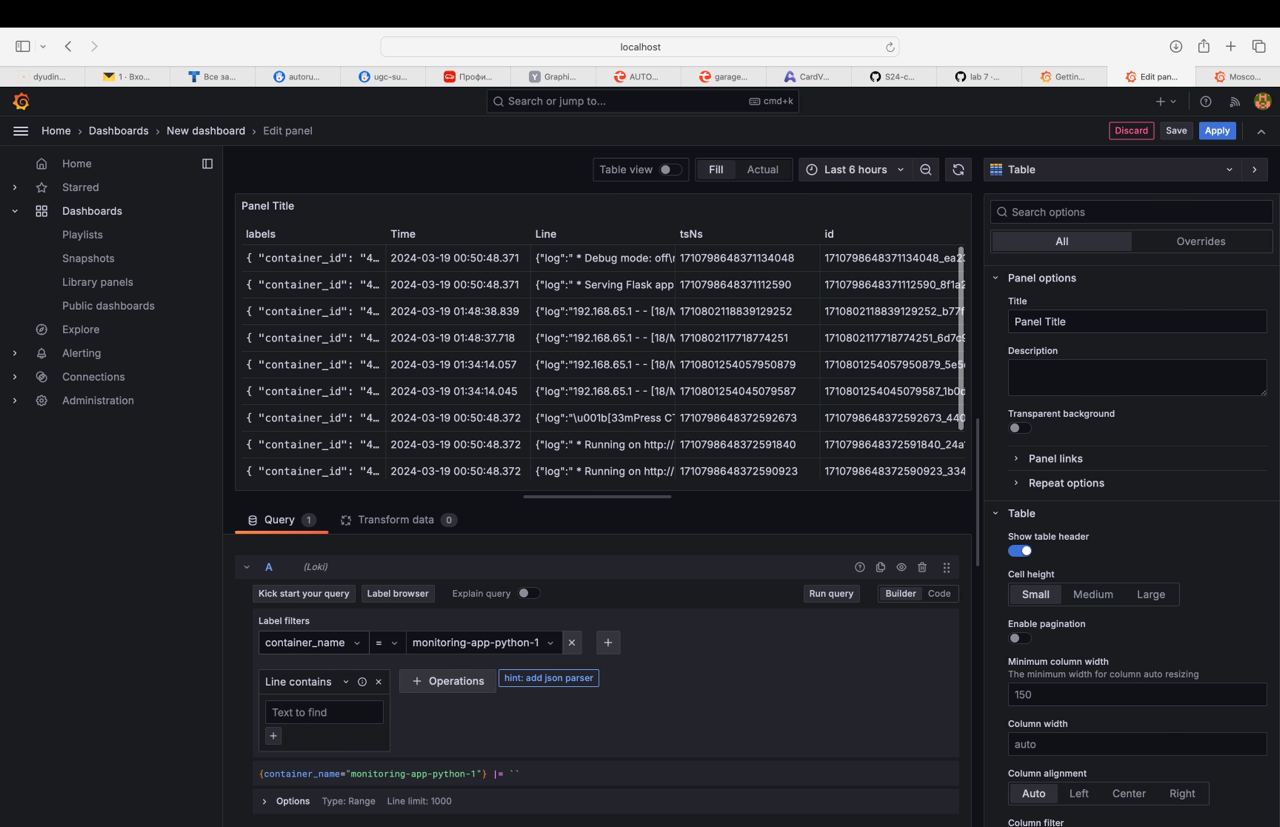 localhost
dyudin...
1 · Вхо...
Все за...
autoru...
ugc-su...
Профи...
Graphi...
AUTO...
garage...
CardV...
S24-c...
lab 7 ·...
Gettin...
Edit pan...
Mosco...
Search or jump to...
cmd+k
Home › Dashboards › New dashboard › Edit panel
Discard
Save
Apply
Home
Starred
Dashboards
Playlists
Snapshots
Library panels
Public dashboards
Explore
Alerting
Connections
Administration
Table view
Fill
Actual
Last 6 hours
Panel Title
labels Time Line tsNs id
{ "container_id": "4... 2024-03-19 00:50:48.371 {"log":" * Debug mode: off\r 1710798648371134048 1710798648371134048_ea23
{ "container_id": "4... 2024-03-19 00:50:48.371 {"log":" * Serving Flask app 1710798648371112590 1710798648371112590_8f1a2
{ "container_id": "4... 2024-03-19 01:48:38.839 {"log":"192.168.65.1 - - [18/M 1710802118839129252 1710802118839129252_b77f
{ "container_id": "4... 2024-03-19 01:48:37.718 {"log":"192.168.65.1 - - [18/M 1710802117718774251 1710802117718774251_6d7c9
{ "container_id": "4... 2024-03-19 01:34:14.057 {"log":"192.168.65.1 - - [18/M 1710801254057950879 1710801254057950879_5e5
{ "container_id": "4... 2024-03-19 01:34:14.045 {"log":"192.168.65.1 - - [18/M 1710801254045079587 1710801254045079587_1b0
{ "container_id": "4... 2024-03-19 00:50:48.372 {"log":"\u001b[33mPress C 1710798648372592673 1710798648372592673_440
{ "container_id": "4... 2024-03-19 00:50:48.372 {"log":" * Running on http:// 1710798648372591840 1710798648372591840_24a
{ "container_id": "4... 2024-03-19 00:50:48.372 {"log":" * Running on http:// 1710798648372590923 1710798648372590923_334
Query 1
Transform data 0
A (Loki)
Kick start your query
Label browser
Explain query
Run query
Builder
Code
Label filters
container_name = monitoring-app-python-1
Line contains
Operations
hint: add json parser
Text to find
{container_name="monitoring-app-python-1"} |= ``
Options Type: Range Line limit: 1000
Table
Search options
All
Overrides
Panel options
Title
Panel Title
Description
Transparent background
Panel links
Repeat options
Table
Show table header
Cell height
Small
Medium
Large
Enable pagination
Minimum column width
The minimum width for column auto resizing
150
Column width
auto
Column alignment
Auto
Left
Center
Right
Column filter